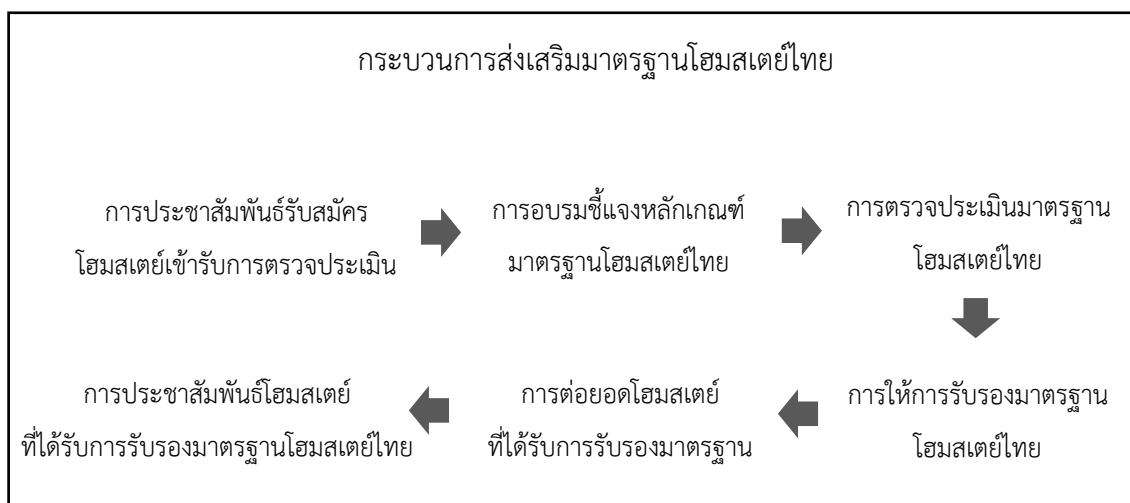 กระบวนการส่งเสริมมาตรฐานโฮมสเตย์ไทย
การประชาสัมพันธ์รับสมัคร
โฮมสเตย์เข้ารับการตรวจประเมิน
การอบรมชี้แจงหลักเกณฑ์
มาตรฐานโฮมสเตย์ไทย
การตรวจประเมินมาตรฐาน
โฮมสเตย์ไทย
การให้การรับรองมาตรฐาน
โฮมสเตย์ไทย
การต่อยอดโฮมสเตย์
ที่ได้รับการรับรองมาตรฐาน
การประชาสัมพันธ์โฮมสเตย์
ที่ได้รับการรับรองมาตรฐานโฮมสเตย์ไทย